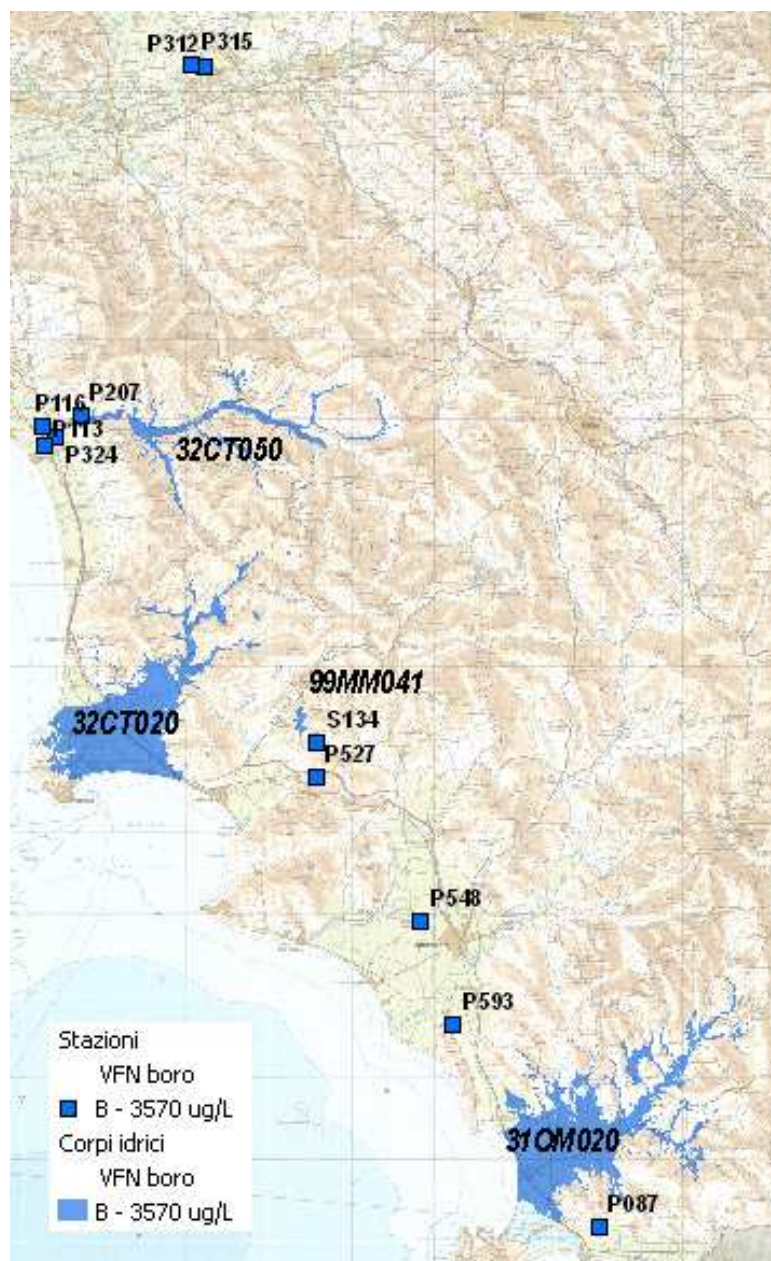 P312 P315
P207
P116
P113
P324
32CT050
99MM041
32CT020
S134
P527
P548
P593
31OM020
P087
Stazioni
VFN boro
B - 3570 ug/L
Corpi idrici
VFN boro
B - 3570 ug/L